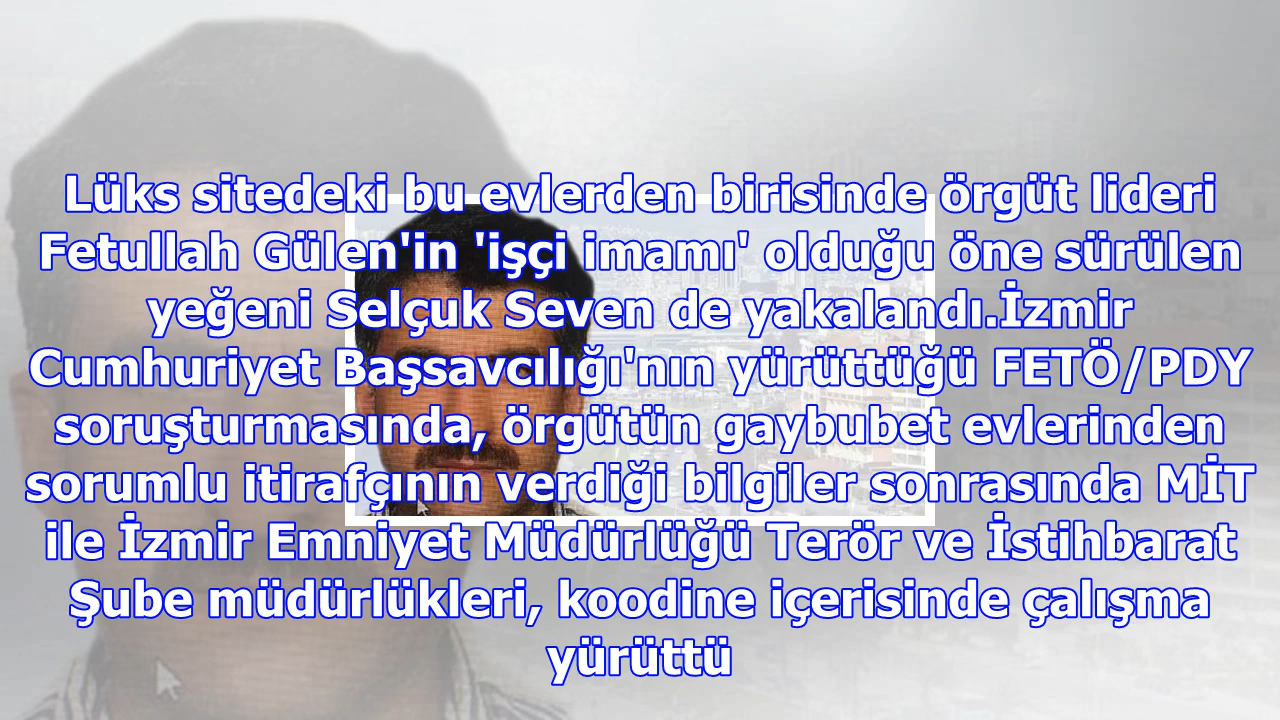 Lüks sitedeki bu evlerden birisinde örgüt lideri
Fetullah Gülen'in 'işçi imamı' olduğu öne sürülen
yeğeni Selçuk Seven de yakalandı.İzmir
Cumhuriyet Başsavcılığı'nın yürüttüğü FETÖ/PDY
soruşturmasında, örgütün gaybubet evlerinden
sorumlu itirafçının verdiği bilgiler sonrasında MİT
ile İzmir Emniyet Müdürlüğü Terör ve İstihbarat
Şube müdürlükleri, koodine içerisinde çalışma
yürüttü